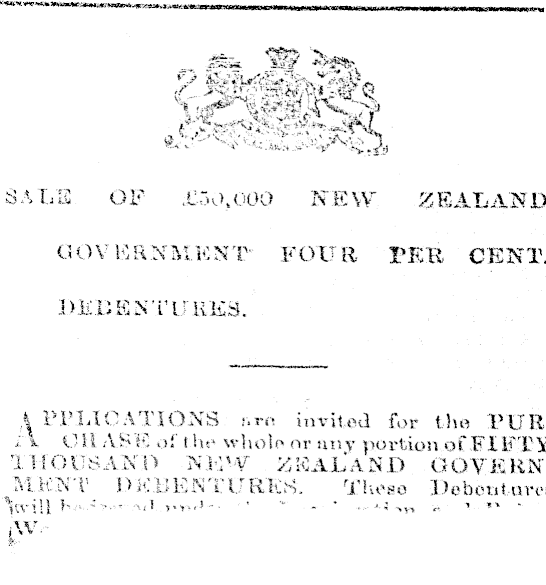 SALE OF £50,000 NEW ZEALAND
GOVERNMENT FOUR PER CENT.
DEBENTURES.
APPLICATIONS are invited for the PUR
CHASE of the whole or any portion of FIFTY
THOUSAND NEW ZEALAND GOVERN
MENT DEBENTURES. These Debenture
will